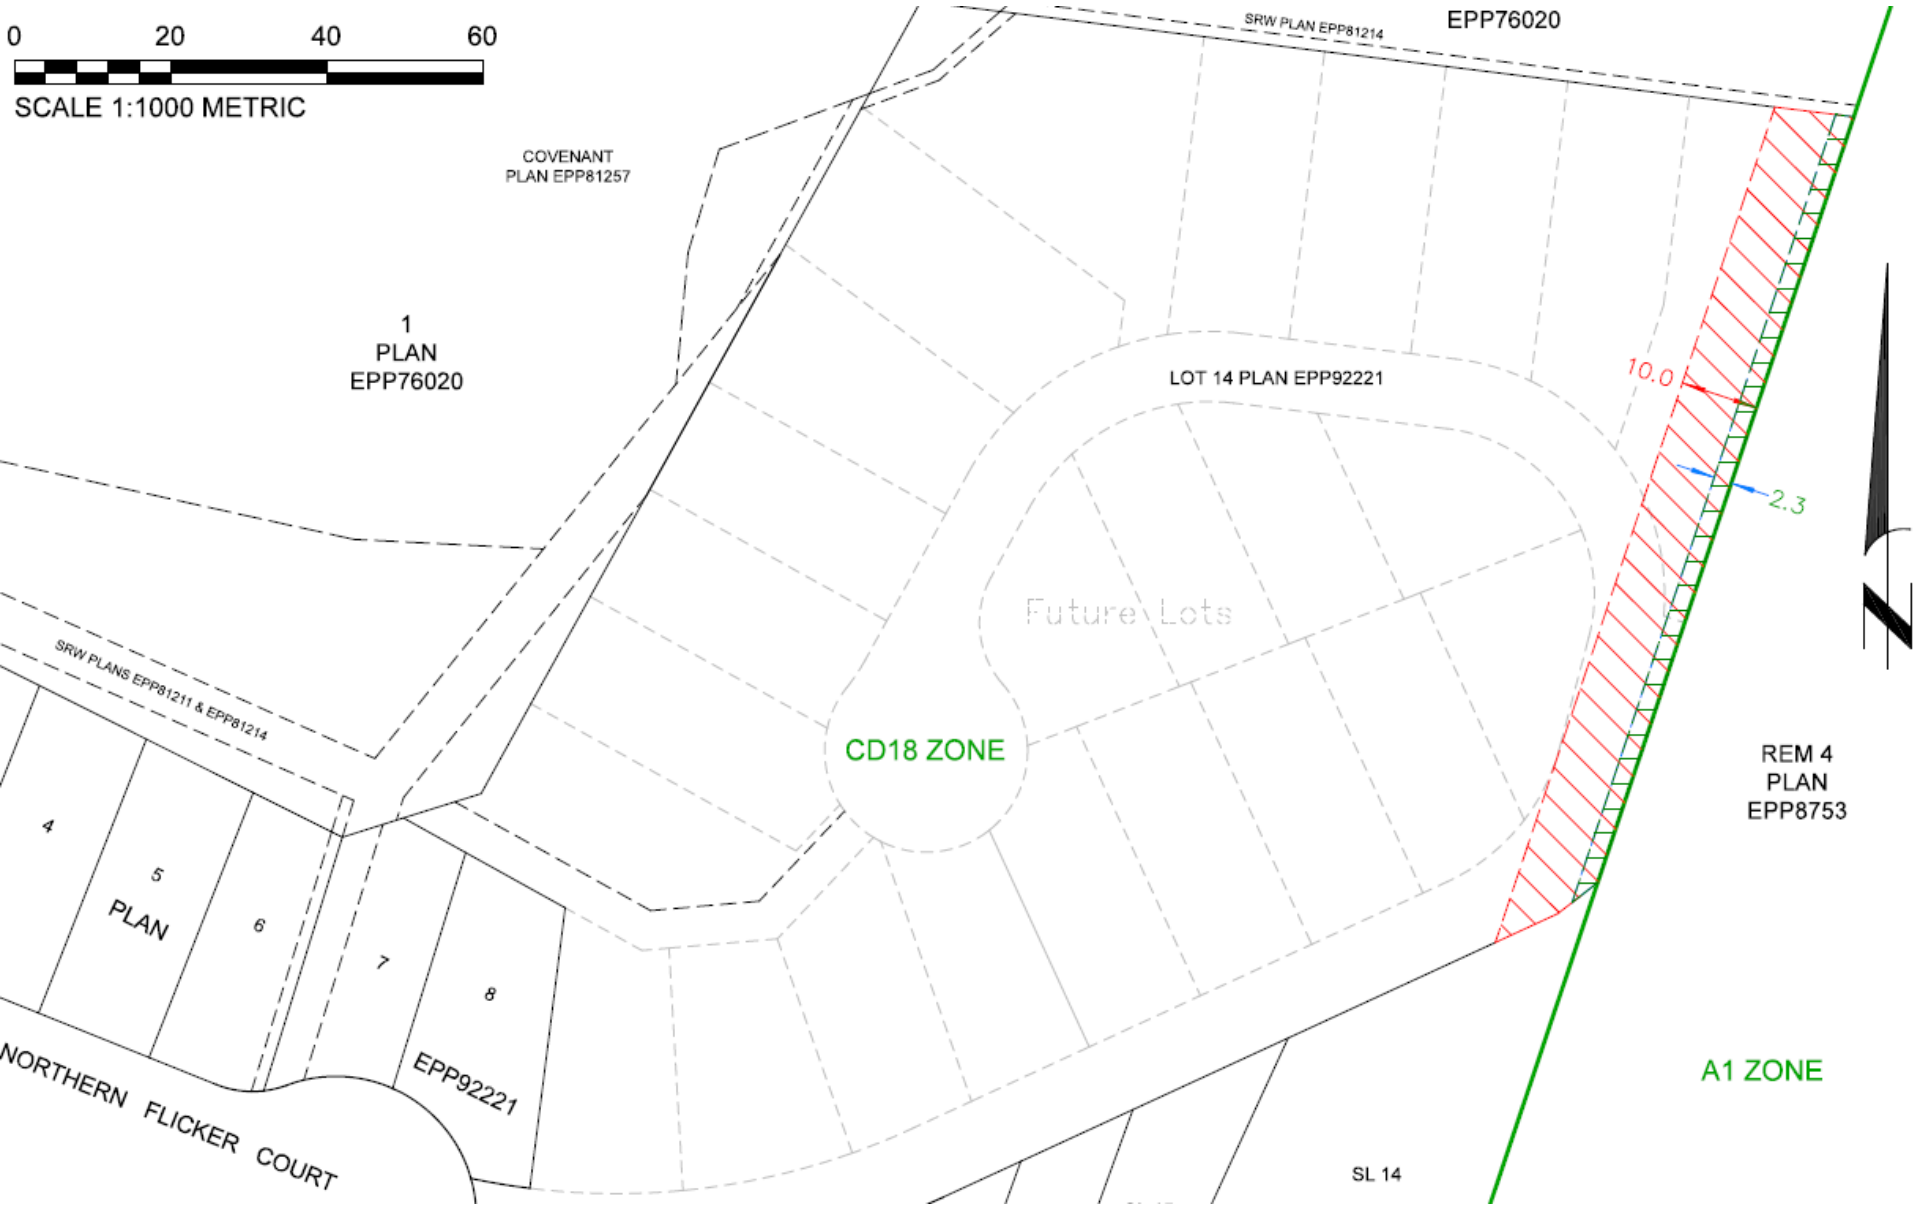 0 20 40 60
SCALE 1:1000 METRIC
SRW PLAN EPP81214
EPP76020
COVENANT
PLAN EPP81257
1
PLAN
EPP76020
LOT 14 PLAN EPP92221
10.0
2.3
Future Lots
SRW PLANS EPP81211 & EPP81214
CD18 ZONE
REM 4
PLAN
EPP8753
4
5
PLAN
6
7
8
EPP92221
NORTHERN FLICKER COURT
A1 ZONE
SL 14
N